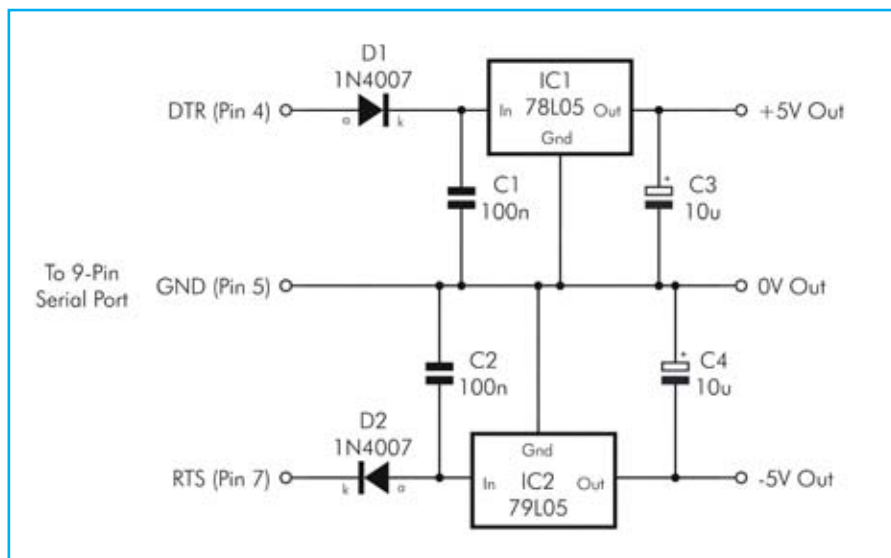 D1
1N4007
DTR (Pin 4)
a
k
IC1
In
78L05
Out
Gnd
+5V Out
C1
100n
+
C3
10u
To 9-Pin
Serial Port
GND (Pin 5)
0V Out
C2
100n
+
C4
10u
D2
1N4007
RTS (Pin 7)
k
a
Gnd
In
IC2
Out
79L05
-5V Out